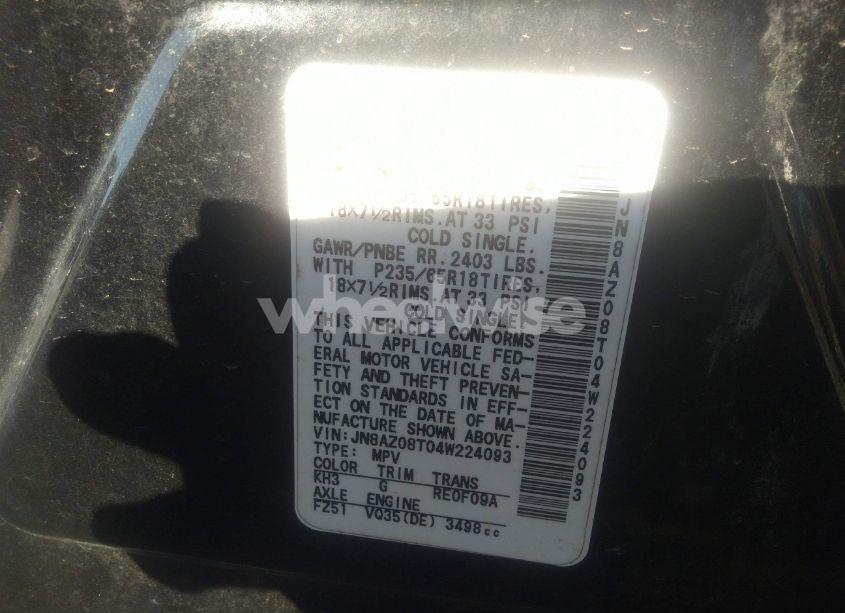 65R18TIRES,
18X7½RIMS.AT 33 PSI
COLD SINGLE.
GAWR/PNBE RR.2403 LBS.
WITH P235/65R18TIRES,
18X7½RIMS.AT 33 PSI
COLD SINGLE.
THIS VEHICLE CONFORMS
TO ALL APPLICABLE FED-
ERAL MOTOR VEHICLE SA-
FETY AND THEFT PREVEN-
TION STANDARDS IN EFF-
ECT ON THE DATE OF MA-
NUFACTURE SHOWN ABOVE.
VIN:JN8AZ08T04W224093
TYPE: MPV
COLOR TRIM TRANS
KH3 G RE0F09A
AXLE ENGINE
FZ51 VQ35(DE) 3498cc
JN8AZ08T04W224093
wheelwise